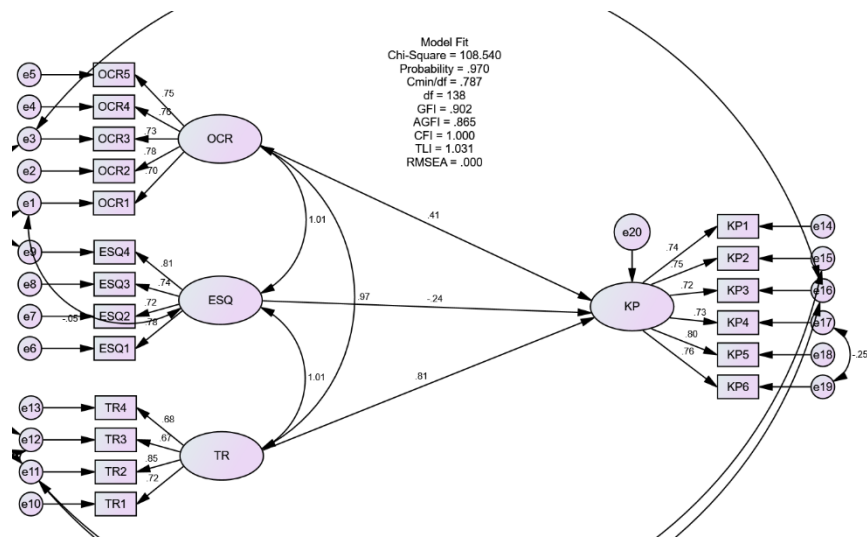 Model Fit
Chi-Square = 108.540
Probability = .970
Cmin/df = .787
df = 138
GFI = .902
AGFI = .865
CFI = 1.000
TLI = 1.031
RMSEA = .000
e5 OCR5 .75
e4 OCR4 .76
e3 OCR3 .73 OCR
e2 OCR2 .78
e1 OCR1 .70
1.01 .41
e9 ESQ4 .81
e8 ESQ3 .74
e7 ESQ2 .72 ESQ .97 -.24
-.05
e6 ESQ1 .78
1.01 .81
e13 TR4 .68
e12 TR3 .67
e11 TR2 .85 TR
e10 TR1 .72
e20 KP
.74 KP1 e14
.75 KP2 e15
.72 KP3 e16
.73 KP4 e17
.80 KP5 e18
-.25
.76 KP6 e19